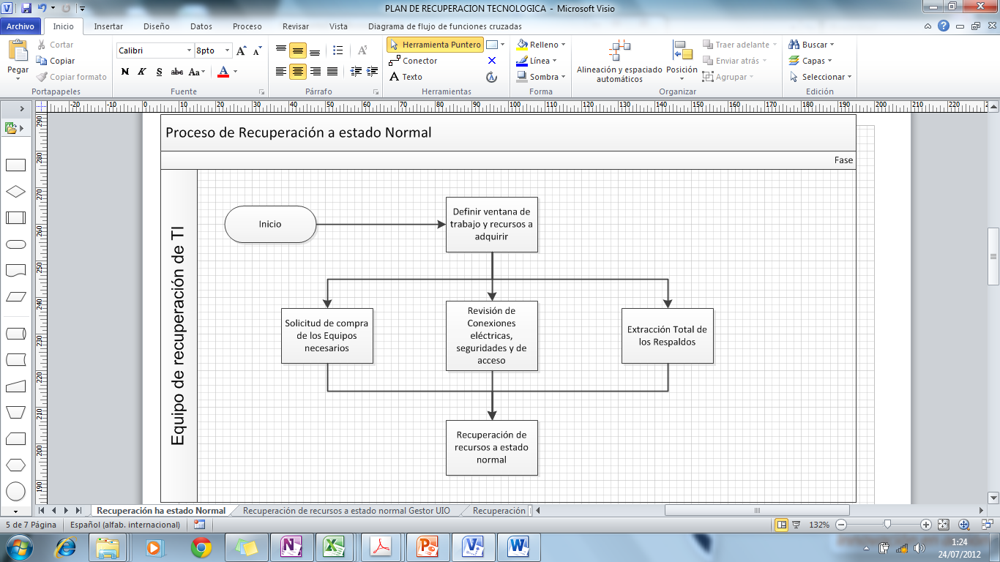 PLAN DE RECUPERACION TECNOLOGICA - Microsoft Visio
Archivo Inicio Insertar Diseño Datos Proceso Revisar Vista Diagrama de flujo de funciones cruzadas
Pegar
Cortar
Copiar
Copiar formato
Portapapeles
Calibri 8pto
N K S abc Aa A
Fuente
Párrafo
Herramienta Puntero
Conector
Texto
Herramientas
Relleno
Línea
Sombra
Forma
Alineación y espaciado
automáticos
Posición
Traer adelante
Enviar atrás
Agrupar
Organizar
Buscar
Capas
Seleccionar
Edición
-20 -10 0 10 20 30 40 50 60 70 80 90 100 110 120 130 140 150 160 170 180 190 200 210 220
290
280
270
260
250
240
230
220
210
200
190
Proceso de Recuperación a estado Normal
Fase
Equipo de recuperación de TI
Inicio
Definir ventana de
trabajo y recursos a
adquirir
Solicitud de compra
de los Equipos
necesarios
Revisión de
Conexiones
eléctricas,
seguridades y de
acceso
Extracción Total de
los Respaldos
Recuperación de
recursos a estado
normal
Recuperación ha estado Normal Recuperación de recursos a estado normal Gestor UIO Recuperación
5 de 7 Página Español (alfab. internacional) 132%
1:24
24/07/2012